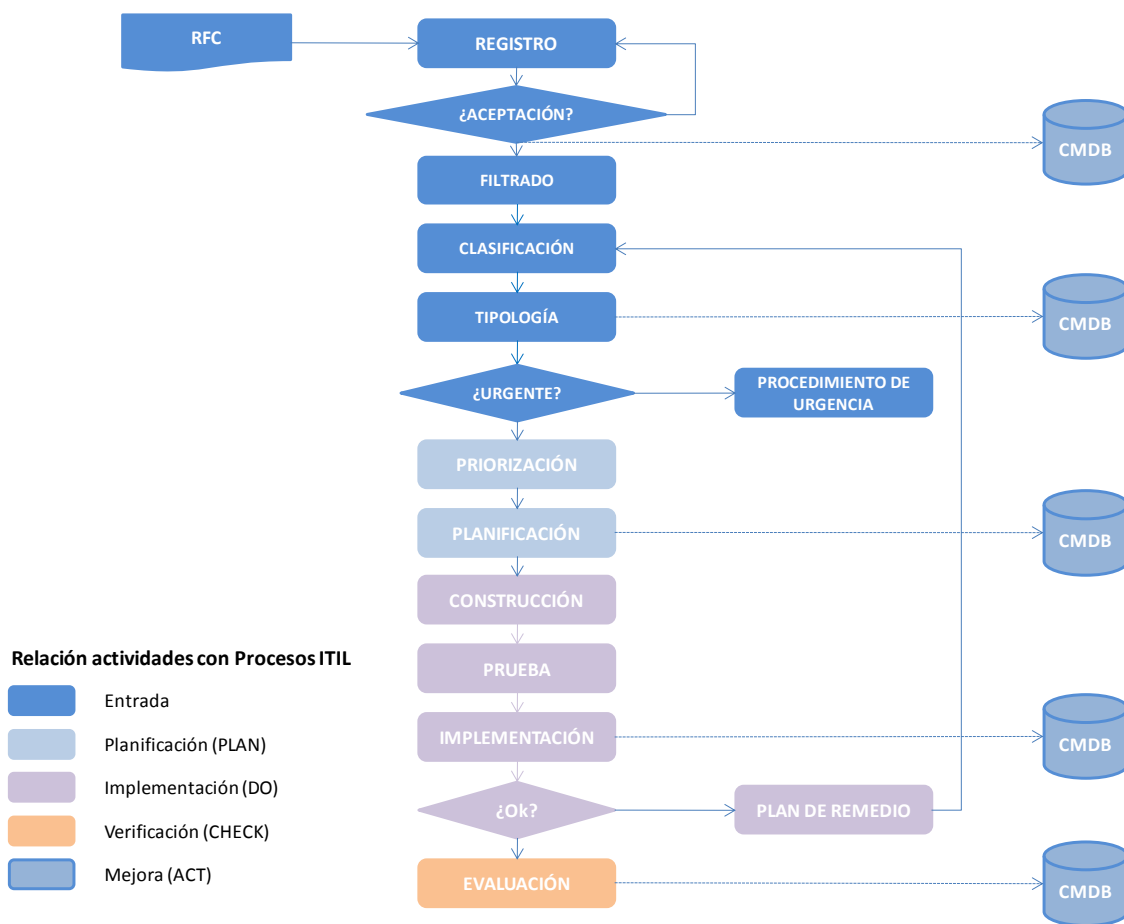 RFC
REGISTRO
¿ACEPTACIÓN?
CMDB
FILTRADO
CLASIFICACIÓN
TIPOLOGÍA
CMDB
¿URGENTE?
PROCEDIMIENTO DE
URGENCIA
PRIORIZACIÓN
PLANIFICACIÓN
CMDB
CONSTRUCCIÓN
PRUEBA
IMPLEMENTACIÓN
CMDB
¿Ok?
PLAN DE REMEDIO
EVALUACIÓN
CMDB
Relación actividades con Procesos ITIL
Entrada
Planificación (PLAN)
Implementación (DO)
Verificación (CHECK)
Mejora (ACT)